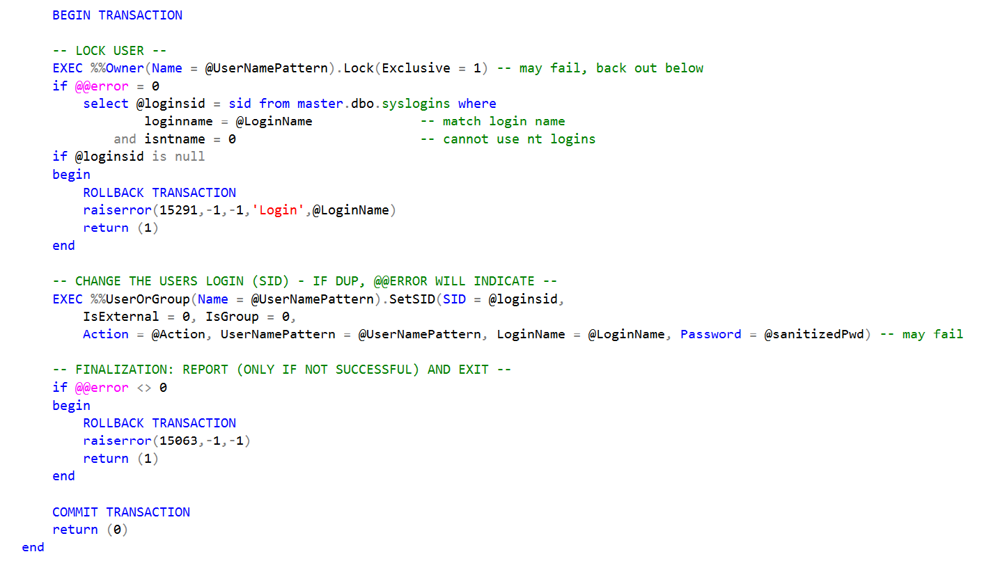 BEGIN TRANSACTION
-- LOCK USER --
EXEC %%Owner(Name = @UserNamePattern).Lock(Exclusive = 1) -- may fail, back out below
if @@error = 0
select @loginsid = sid from master.dbo.syslogins where
loginname = @LoginName -- match login name
and isntname = 0 -- cannot use nt logins
if @loginsid is null
begin
ROLLBACK TRANSACTION
raiserror(15291,-1,-1,'Login',@LoginName)
return (1)
end
-- CHANGE THE USERS LOGIN (SID) - IF DUP, @@ERROR WILL INDICATE --
EXEC %%UserOrGroup(Name = @UserNamePattern).SetSID(SID = @loginsid,
IsExternal = 0, IsGroup = 0,
Action = @Action, UserNamePattern = @UserNamePattern, LoginName = @LoginName, Password = @sanitizedPwd) -- may fail
-- FINALIZATION: REPORT (ONLY IF NOT SUCCESSFUL) AND EXIT --
if @@error <> 0
begin
ROLLBACK TRANSACTION
raiserror(15063,-1,-1)
return (1)
end
COMMIT TRANSACTION
return (0)
end